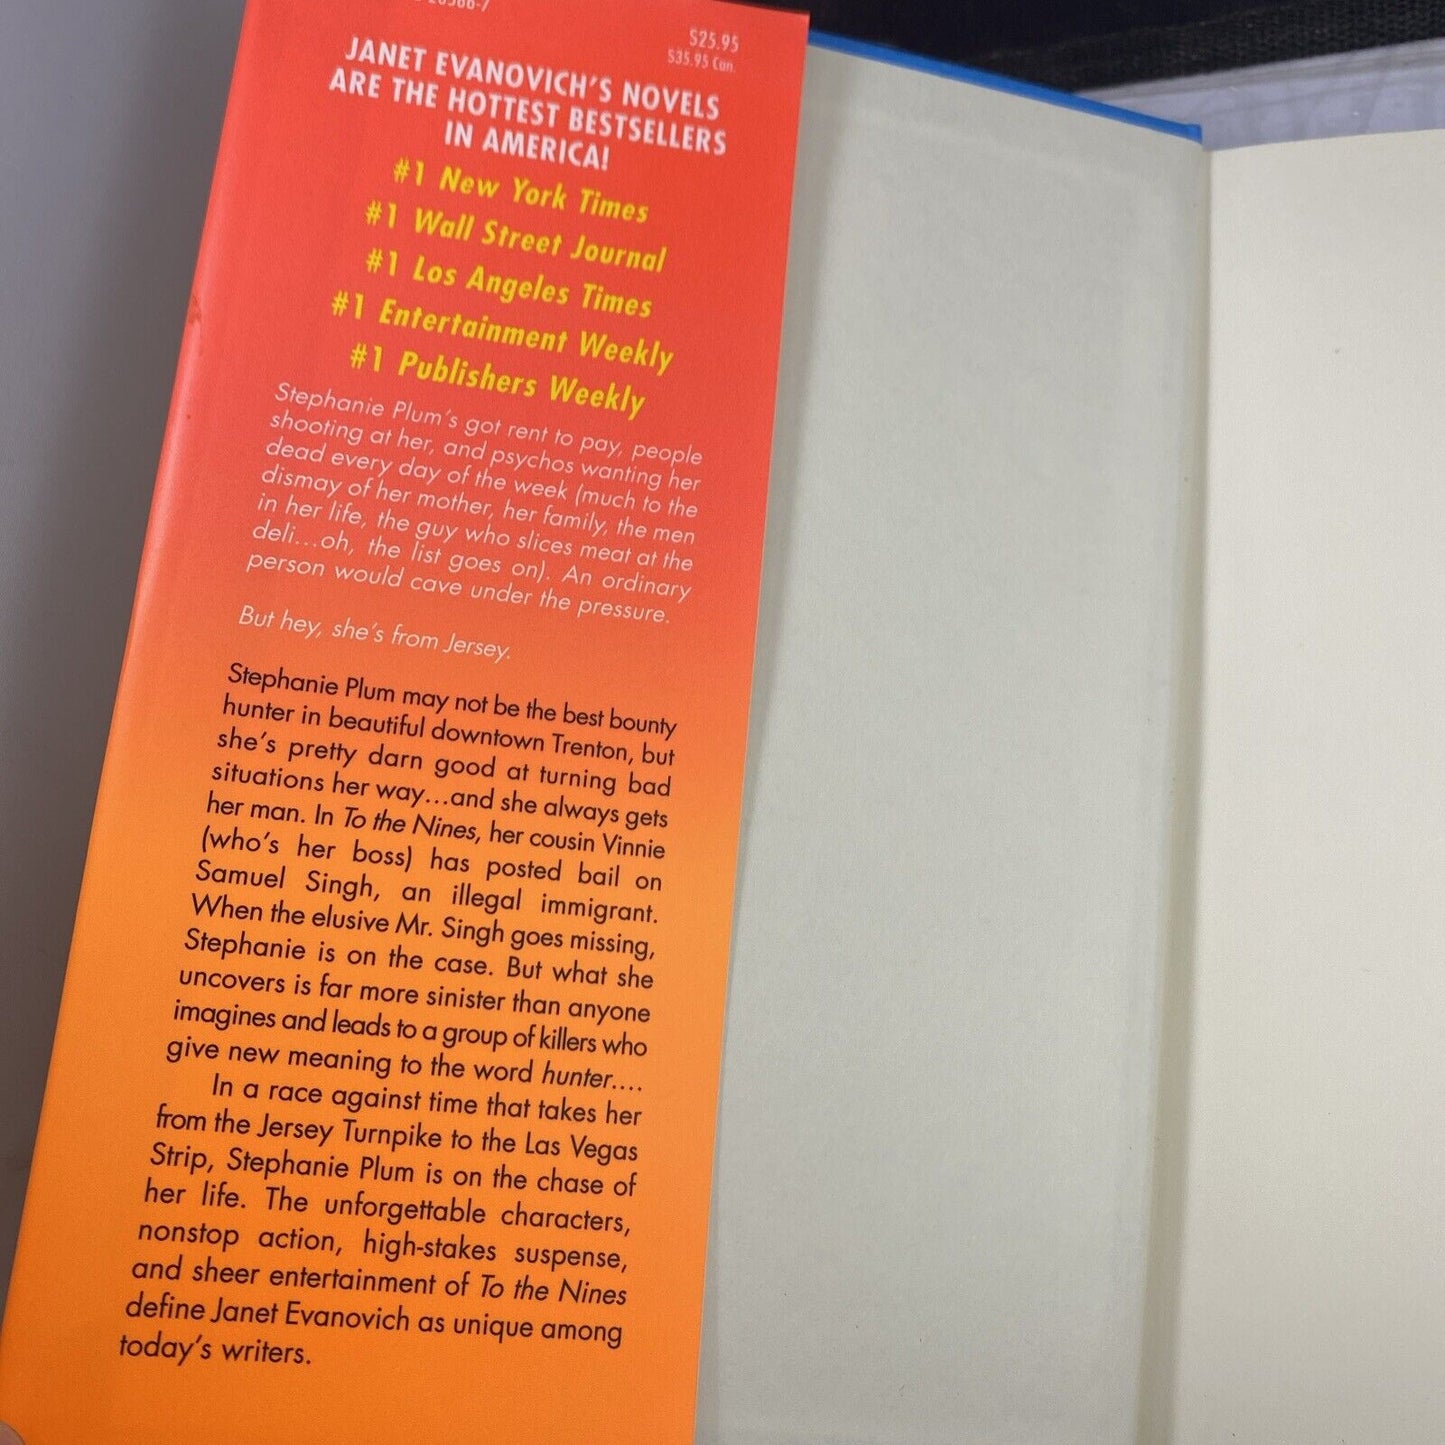 $25.95
$35.95 Can.
JANET EVANOVICH'S NOVELS
ARE THE HOTTEST BESTSELLERS
IN AMERICA!
#1 New York Times
#1 Wall Street Journal
#1 Los Angeles Times
#1 Entertainment Weekly
#1 Publishers Weekly
Stephanie Plum's got rent to pay, people
shooting at her, and psychos wanting her
dead every day of the week (much to the
dismay of her mother, her family, the men
in her life, the guy who slices meat at the
deli...oh, the list goes on). An ordinary
person would cave under the pressure.
But hey, she's from Jersey.
Stephanie Plum may not be the best bounty
hunter in beautiful downtown Trenton, but
she's pretty darn good at turning bad
situations her way...and she always gets
her man. In To the Nines, her cousin Vinnie
(who's her boss) has posted bail on
Samuel Singh, an illegal immigrant.
When the elusive Mr. Singh goes missing,
Stephanie is on the case. But what she
uncovers is far more sinister than anyone
imagines and leads to a group of killers who
give new meaning to the word hunter....
In a race against time that takes her
from the Jersey Turnpike to the Las Vegas
Strip, Stephanie Plum is on the chase of
her life. The unforgettable characters,
nonstop action, high-stakes suspense,
and sheer entertainment of To the Nines
define Janet Evanovich as unique among
today's writers.